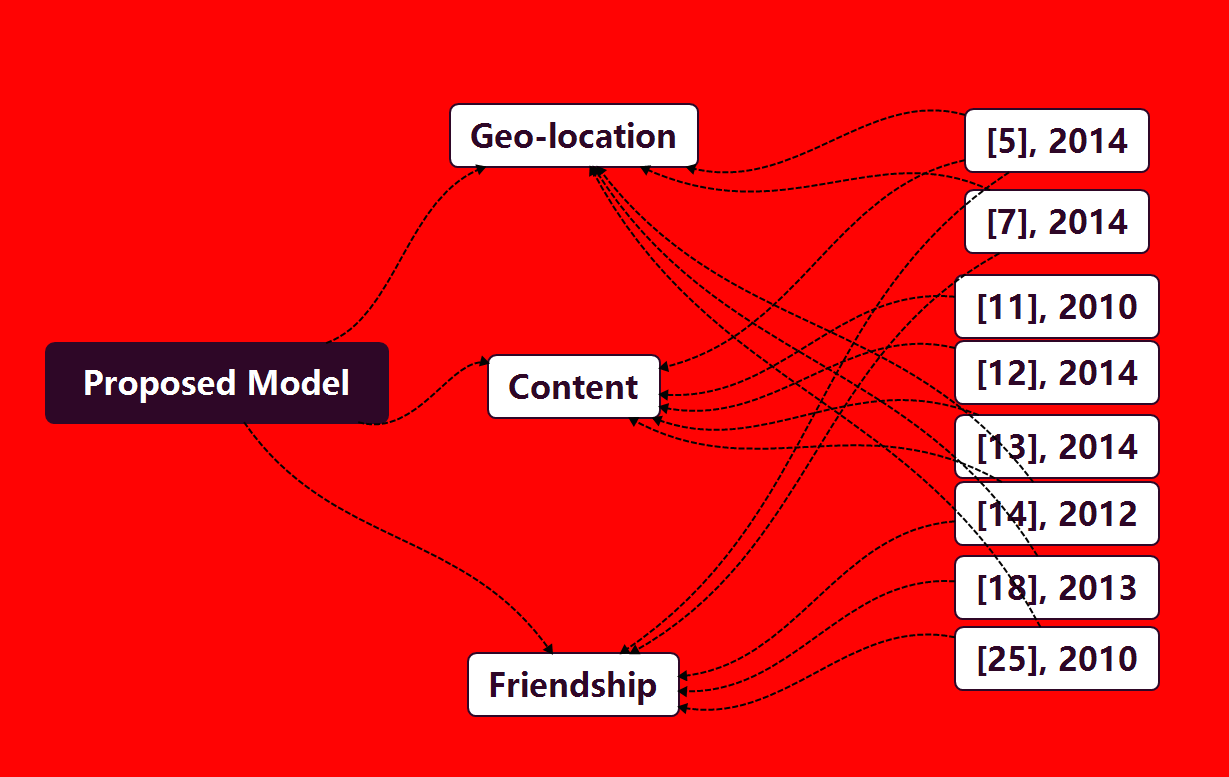 Geo-location
[5], 2014
[7], 2014
[11], 2010
Proposed Model
Content
[12], 2014
[13], 2014
[14], 2012
[18], 2013
Friendship
[25], 2010